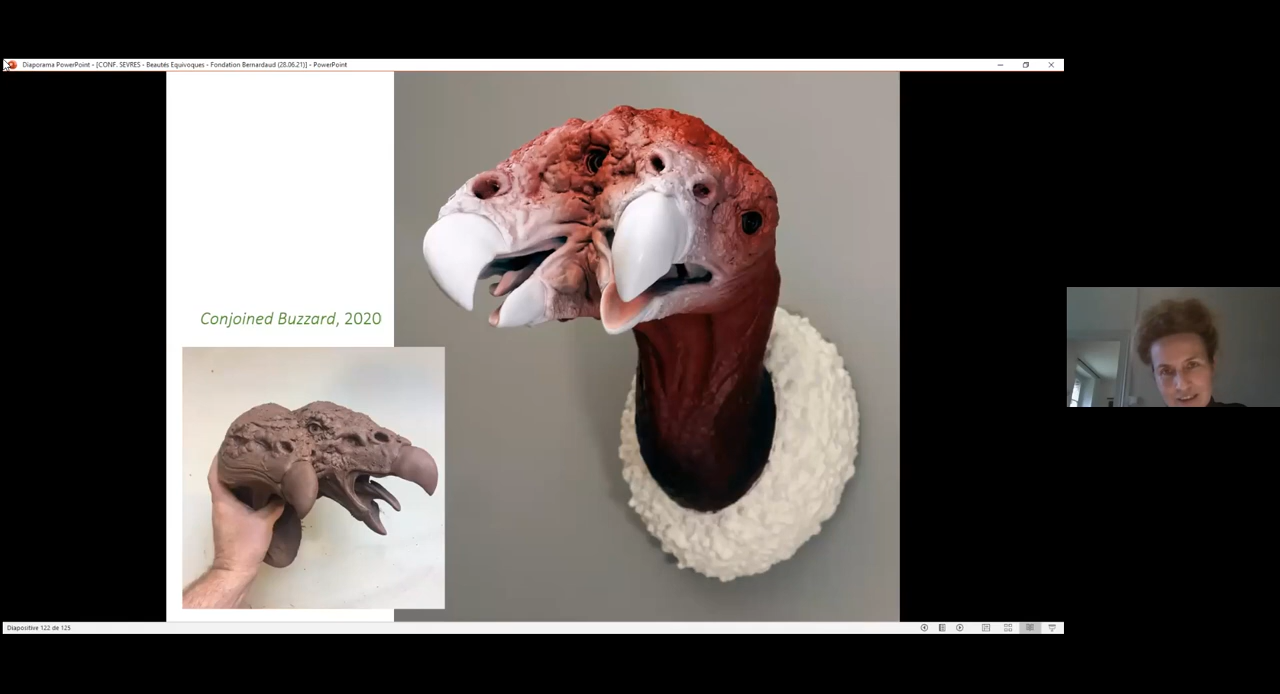 Diaporama PowerPoint - [CONF. SEVRES - Beautés Equivoques - Fondation Bernardaud (28.06.21)] - PowerPoint
Conjoined Buzzard, 2020
Diapositive 122 de 125